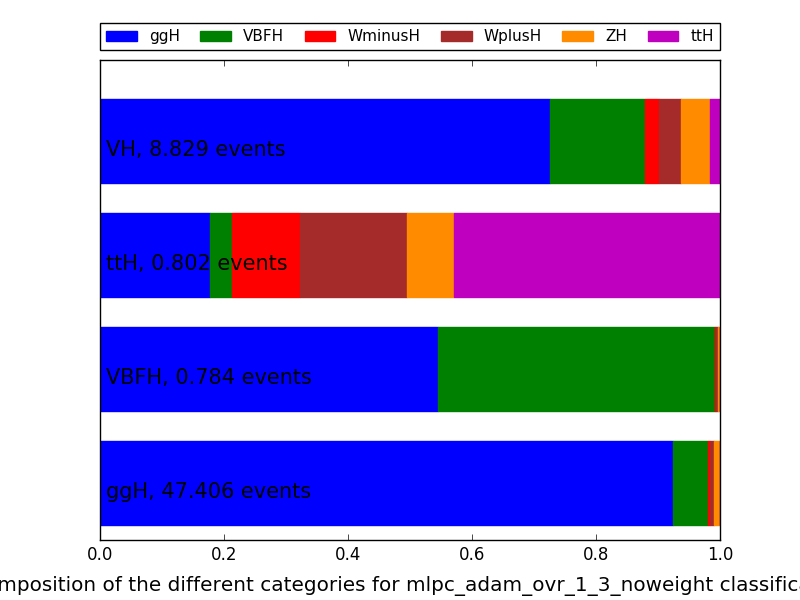 ggH VBFH WminusH WplusH ZH ttH
VH, 8.829 events
ttH, 0.802 events
VBFH, 0.784 events
ggH, 47.406 events
0.0 0.2 0.4 0.6 0.8 1.0
mposition of the different categories for mlpc_adam_ovr_1_3_noweight classifica